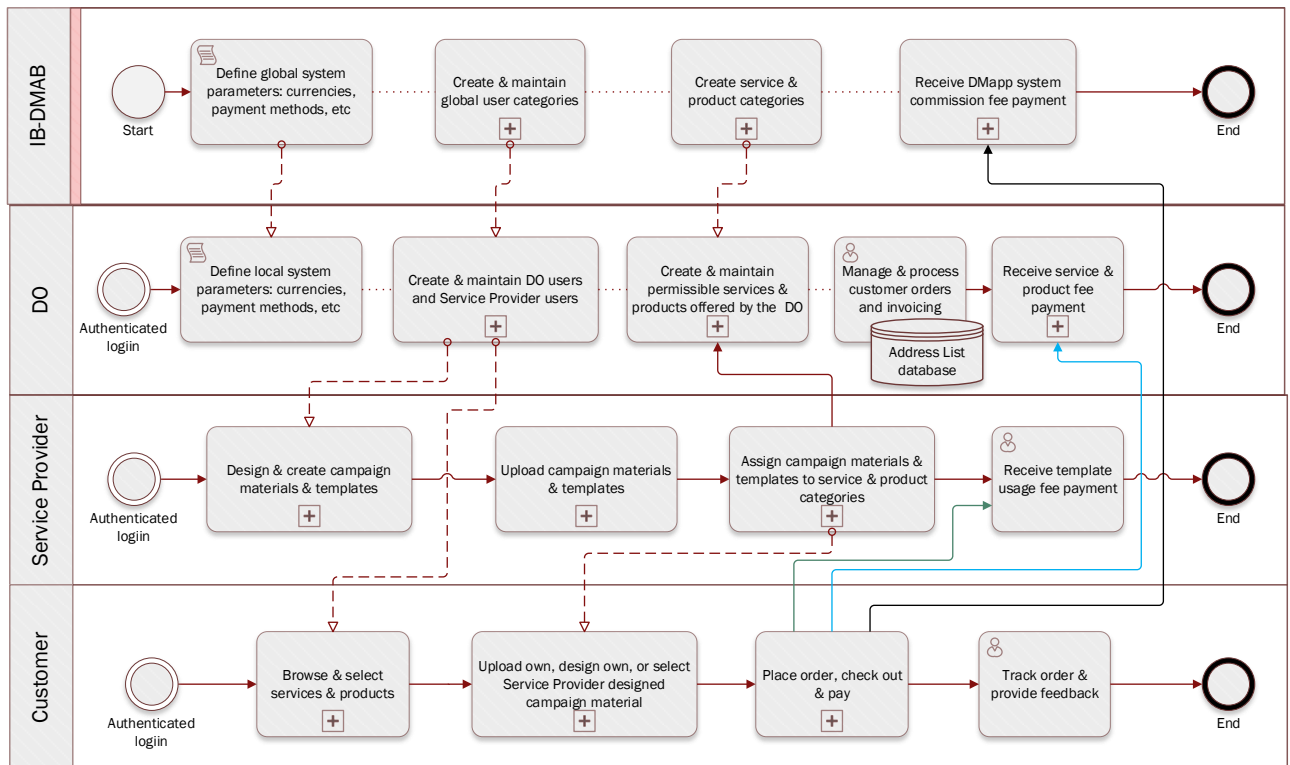 IB-DMAB
Start
Define global system
parameters: currencies,
payment methods, etc
Create & maintain
global user categories
Create service &
product categories
Receive DMapp system
commission fee payment
End
DO
Authenticated
logiin
Define local system
parameters: currencies,
payment methods, etc
Create & maintain DO users
and Service Provider users
Create & maintain
permissible services &
products offered by the DO
Manage & process
customer orders
and invoicing
Address List
database
Receive service &
product fee
payment
End
Service Provider
Authenticated
logiin
Design & create campaign
materials & templates
Upload campaign materials
& templates
Assign campaign materials &
templates to service & product
categories
Receive template
usage fee payment
End
Customer
Authenticated
logiin
Browse & select
services & products
Upload own, design own, or select
Service Provider designed
campaign material
Place order, check out
& pay
Track order &
provide feedback
End